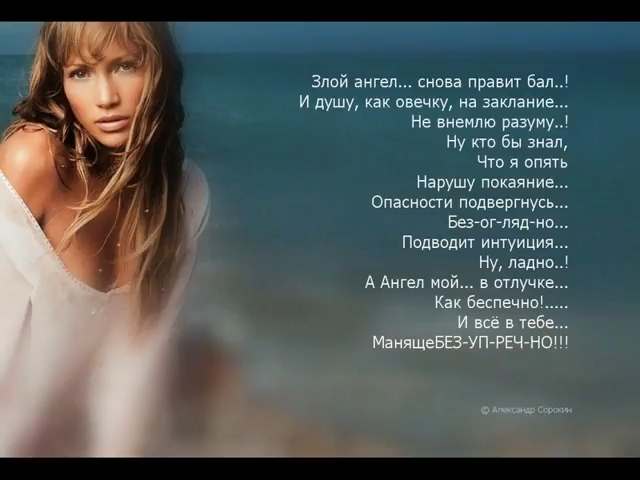 Злой ангел... снова правит бал..!
И душу, как овечку, на заклание...
Не внемлю разуму..!
Ну кто бы знал,
Что я опять
Нарушу покаяние...
Опасности подвергнусь...
Без-ог-ляд-но...
Подводит интуиция...
Ну, ладно..!
А Ангел мой... в отлучке...
Как беспечно!.....
И всё в тебе...
МанящеБЕЗ-УП-РЕЧ-НО!!!
© Александр Сорокин